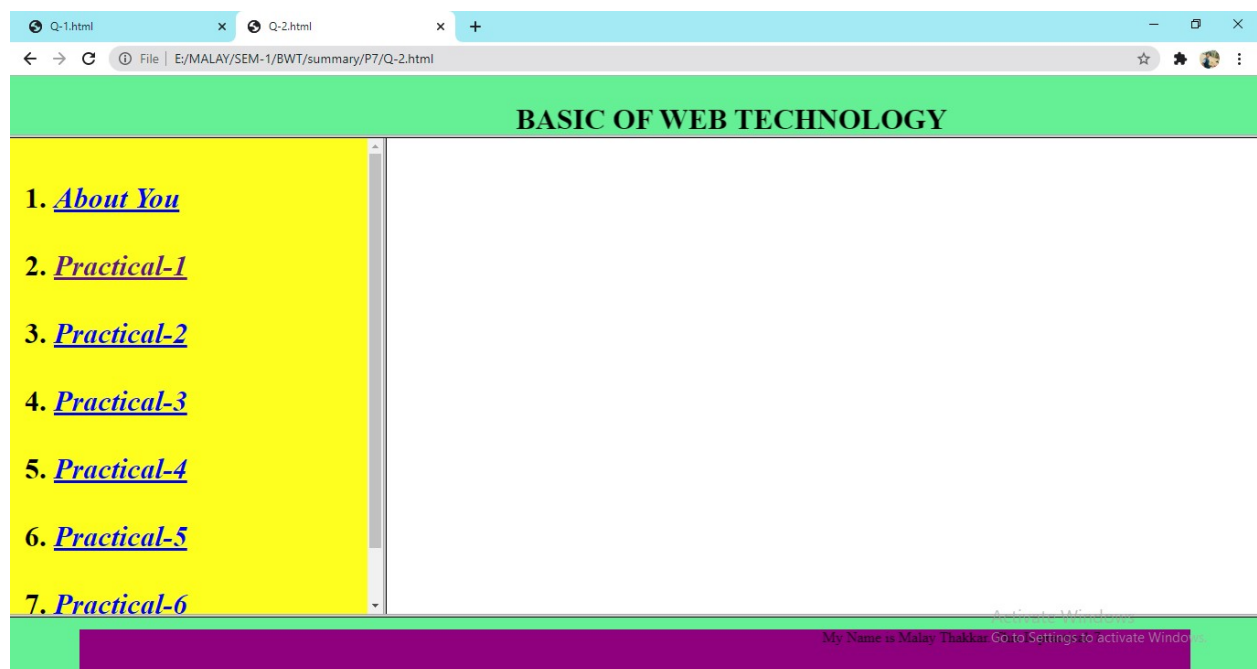 Q-1.html
Q-2.html
File | E:/MALAY/SEM-1/BWT/summary/P7/Q-2.html
BASIC OF WEB TECHNOLOGY
1. About You
2. Practical-1
3. Practical-2
4. Practical-3
5. Practical-4
6. Practical-5
7. Practical-6
Activate Windows
My Name is Malay Thakkar.
Go to Settings to activate Windows.